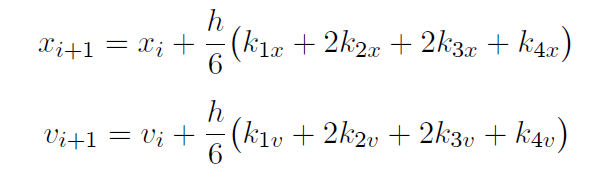 x_{i+1} = x_i + \frac{h}{6}(k_{1x} + 2k_{2x} + 2k_{3x} + k_{4x})
v_{i+1} = v_i + \frac{h}{6}(k_{1v} + 2k_{2v} + 2k_{3v} + k_{4v})